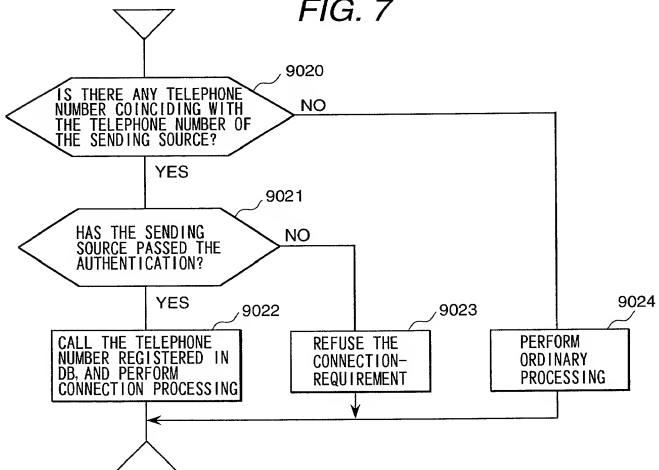 FIG. 7
9020
IS THERE ANY TELEPHONE
NUMBER COINCIDING WITH
THE TELEPHONE NUMBER OF
THE SENDING SOURCE?
NO
YES
9021
HAS THE SENDING
SOURCE PASSED THE
AUTHENTICATION?
NO
YES
9022
CALL THE TELEPHONE
NUMBER REGISTERED IN
DB, AND PERFORM
CONNECTION PROCESSING
9023
REFUSE THE
CONNECTION-
REQUIREMENT
9024
PERFORM
ORDINARY
PROCESSING